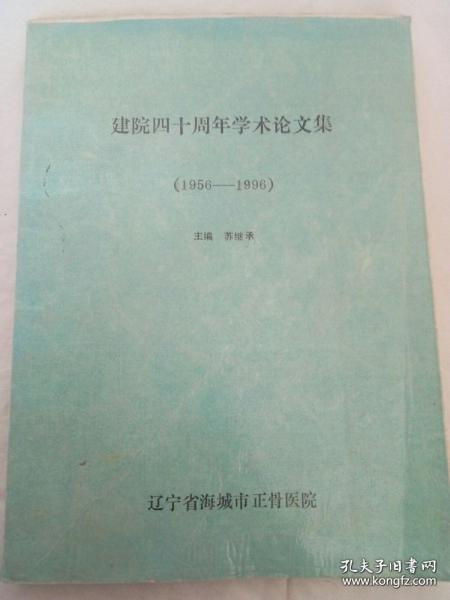 建院四十周年学术论文集
(1956——1996)
主编 苏继承
辽宁省海城市正骨医院
孔夫子旧书网
www.kongfz.com